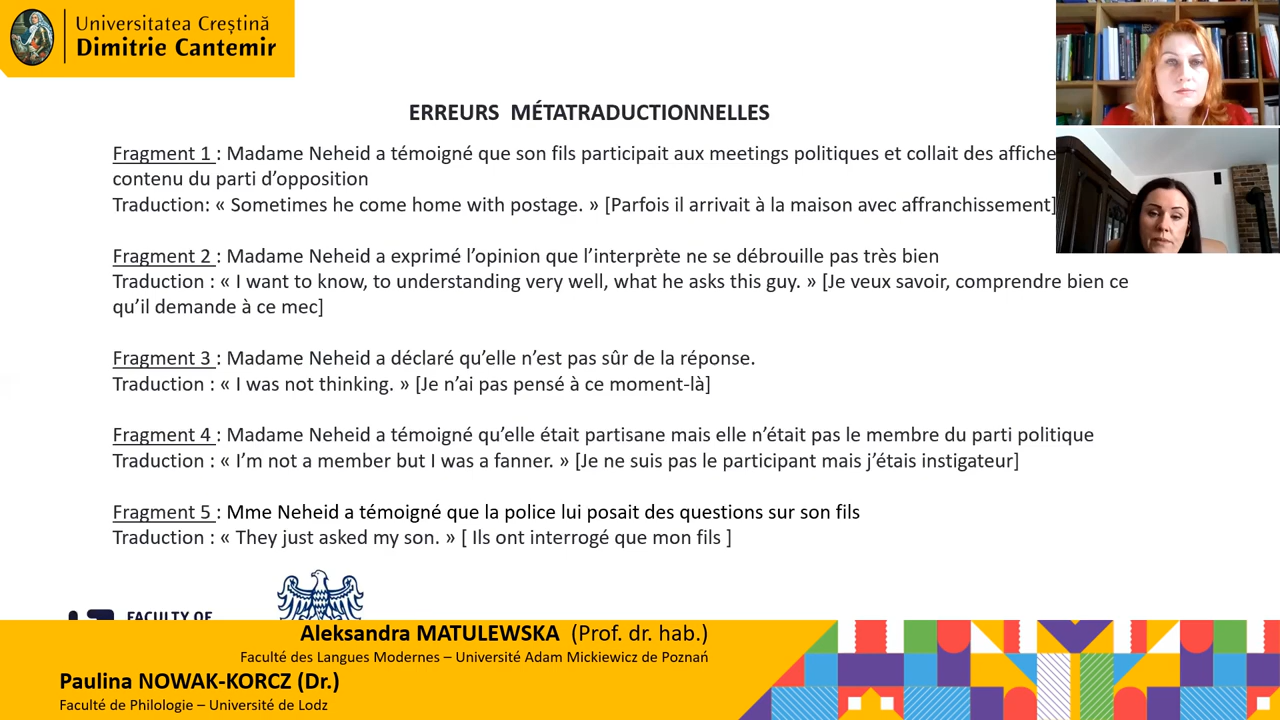 Universitatea Creștină
Dimitrie Cantemir
ERREURS MÉTATRADUCTIONNELLES
Fragment 1 : Madame Neheid a témoigné que son fils participait aux meetings politiques et collait des affiche
contenu du parti d’opposition
Traduction: « Sometimes he come home with postage. » [Parfois il arrivait à la maison avec affranchissement]
Fragment 2 : Madame Neheid a exprimé l’opinion que l’interprète ne se débrouille pas très bien
Traduction : « I want to know, to understanding very well, what he asks this guy. » [Je veux savoir, comprendre bien ce
qu’il demande à ce mec]
Fragment 3 : Madame Neheid a déclaré qu’elle n’est pas sûr de la réponse.
Traduction : « I was not thinking. » [Je n’ai pas pensé à ce moment-là]
Fragment 4 : Madame Neheid a témoigné qu’elle était partisane mais elle n’était pas le membre du parti politique
Traduction : « I’m not a member but I was a fanner. » [Je ne suis pas le participant mais j’étais instigateur]
Fragment 5 : Mme Neheid a témoigné que la police lui posait des questions sur son fils
Traduction : « They just asked my son. » [ Ils ont interrogé que mon fils ]
FACULTY OF
Aleksandra MATULEWSKA (Prof. dr. hab.)
Faculté des Langues Modernes – Université Adam Mickiewicz de Poznań
Paulina NOWAK-KORCZ (Dr.)
Faculté de Philologie – Université de Lodz